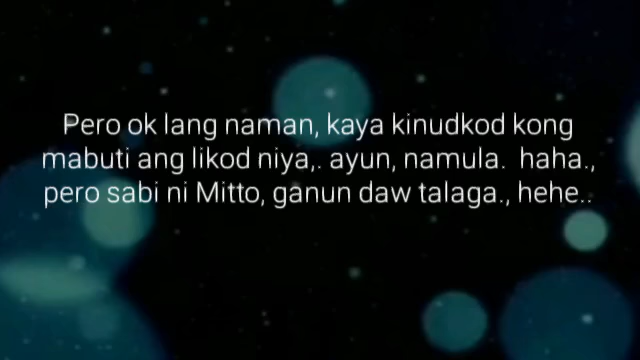 Pero ok lang naman, kaya kinudkod kong
mabuti ang likod niya,. ayun, namula.  haha.,
pero sabi ni Mitto, ganun daw talaga., hehe..